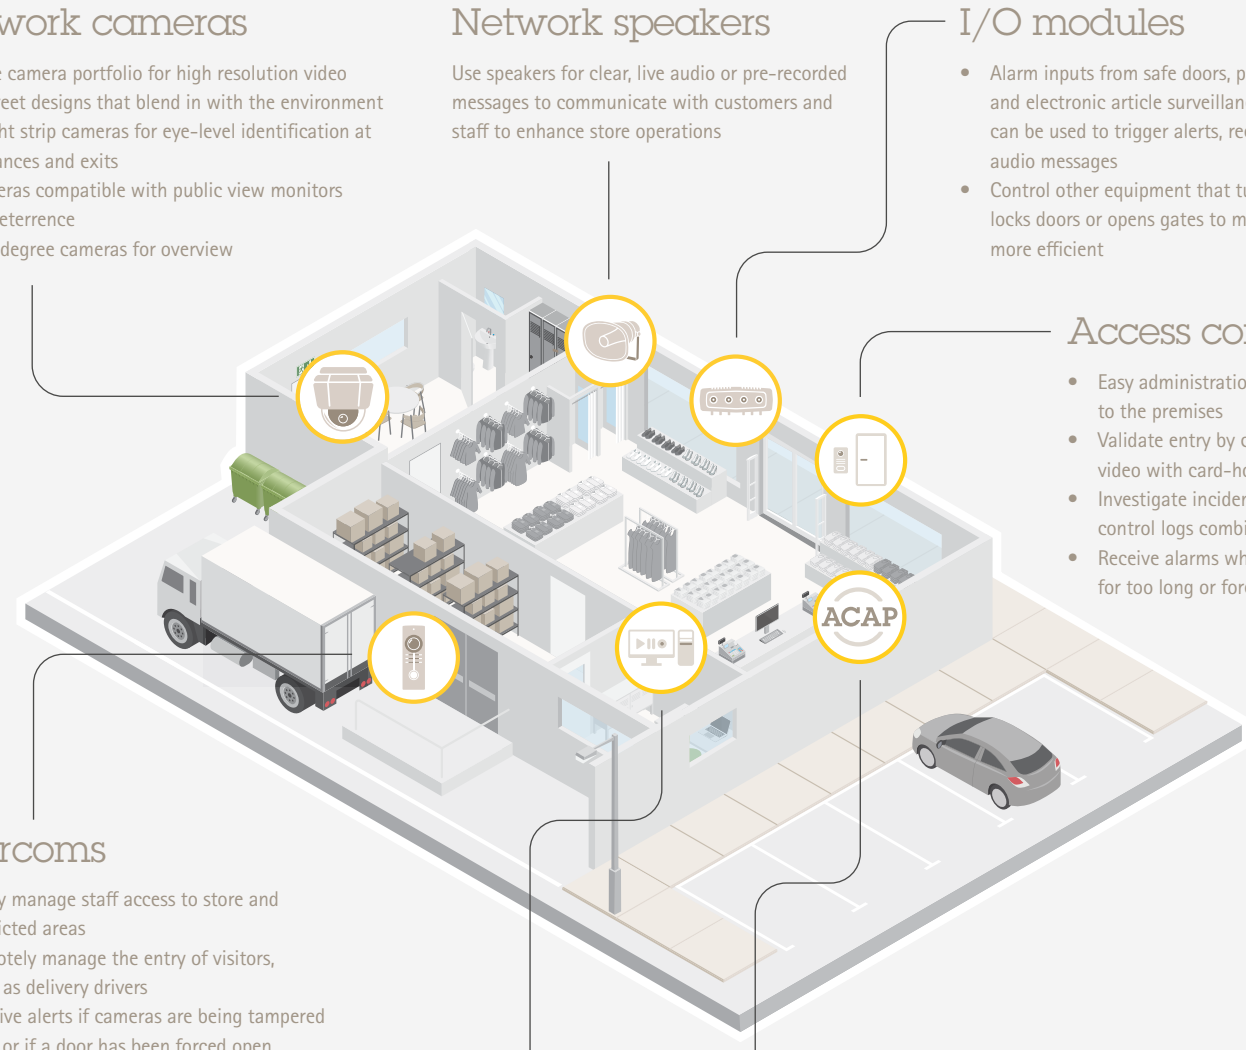 work cameras
camera portfolio for high resolution video
reet designs that blend in with the environment
ht strip cameras for eye-level identification at
ances and exits
eras compatible with public view monitors
eterrence
degree cameras for overview
Network speakers
Use speakers for clear, live audio or pre-recorded
messages to communicate with customers and
staff to enhance store operations
I/O modules
• Alarm inputs from safe doors, p
and electronic article surveillan
can be used to trigger alerts, re
audio messages
• Control other equipment that tu
locks doors or opens gates to m
more efficient
Access co
• Easy administratio
to the premises
• Validate entry by c
video with card-ho
• Investigate incider
control logs combi
• Receive alarms wh
for too long or for
ACAP
rcoms
y manage staff access to store and
icted areas
otely manage the entry of visitors,
as delivery drivers
ive alerts if cameras are being tampered
or if a door has been forced open